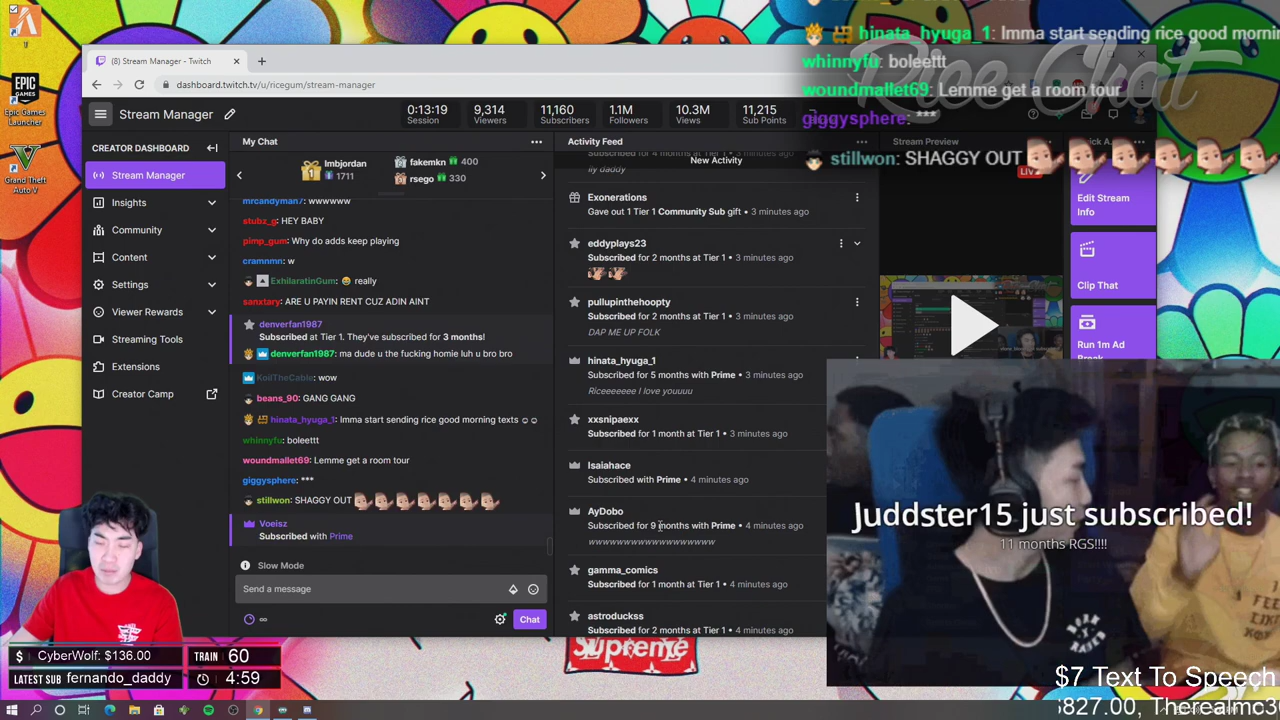 (1) Stream Manager - Twitch
dashboard.twitch.tv/u/ricegum/stream-manager
Epic Games Launcher
Grand Theft Auto V
Stream Manager
0:13:19
Session
9,314
Viewers
11,160
Subscribers
1.1M
Followers
10.3M
Views
11,215
Sub Points
CREATOR DASHBOARD
Stream Manager
Insights
Community
Content
Settings
Viewer Rewards
Streaming Tools
Extensions
Creator Camp
My Chat
lmbjordan
1711
fakemkn 400
rsego 330
mrcandyman7: wwwwww
stubz_g: HEY BABY
pimp_gum: Why do adds keep playing
cramnmn: w
ExhilaratinGum: really
sanxtary: ARE U PAYIN RENT CUZ ADIN AINT
denverfan1987
Subscribed at Tier 1. They've subscribed for 3 months!
denverfan1987: ma dude u the fucking homie luh u bro bro
KoilTheCable: wow
beans_90: GANG GANG
hinata_hyuga_1: Imma start sending rice good morning texts ☺☺
whinnyfu: boleettt
woundmallet69: Lemme get a room tour
giggysphere: ***
stillwon: SHAGGY OUT
Voeisz
Subscribed with Prime
Slow Mode
Send a message
Chat
Activity Feed
New Activity
ily daddy
Exonerations
Gave out 1 Tier 1 Community Sub gift • 3 minutes ago
eddyplays23
Subscribed for 2 months at Tier 1 • 3 minutes ago
pullupinthehoopty
Subscribed for 2 months at Tier 1 • 3 minutes ago
DAP ME UP FOLK
hinata_hyuga_1
Subscribed for 5 months with Prime • 3 minutes ago
Riceeeeeee I love youuuu
xxsnipaexx
Subscribed for 1 month at Tier 1 • 3 minutes ago
Isaiahace
Subscribed with Prime • 4 minutes ago
AyDobo
Subscribed for 9 months with Prime • 4 minutes ago
gamma_comics
Subscribed for 1 month at Tier 1 • 4 minutes ago
astroduckss
Subscribed for 2 months at Tier 1 • 4 minutes ago
Stream Preview
LIVE
Edit Stream Info
Clip That
Run 1m Ad Break
Rice Chat
hinata_hyuga_1: Imma start sending rice good mornin
whinnyfu: boleettt
woundmallet69: Lemme get a room tour
giggysphere: ***
stillwon: SHAGGY OUT
Juddster15 just subscribed!
11 months RGS!!!!
BORN X RAISED
Supreme
$ CyberWolf: $136.00
TRAIN 60
LATEST SUB fernando_daddy
4:59
$7 Text To Speech